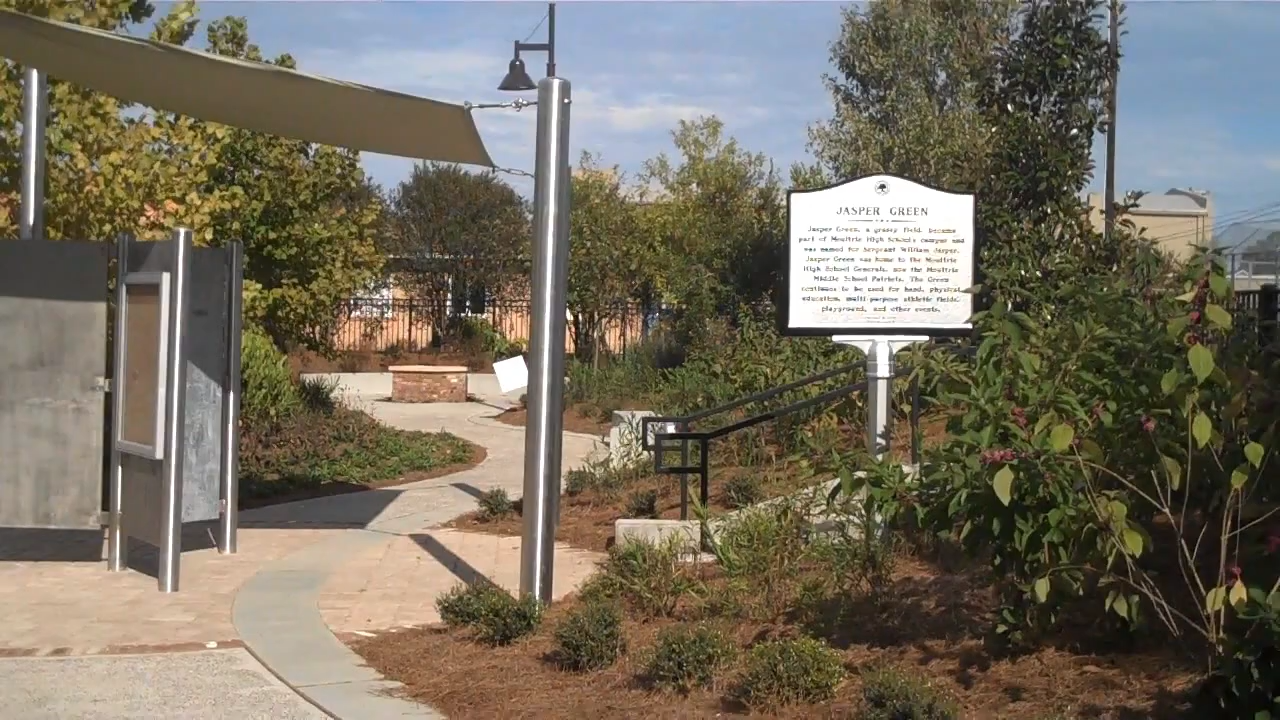 JASPER GREEN
Jasper Green, a grassy field, became
part of Moultrie High School's campus and
was named for Sergeant William Jasper.
Jasper Green was home to the Moultrie
High School Generals, now the Moultrie
Middle School Patriots. The Green
continues to be used for band, physical
education, multi purpose athletic fields,
playground, and other events.